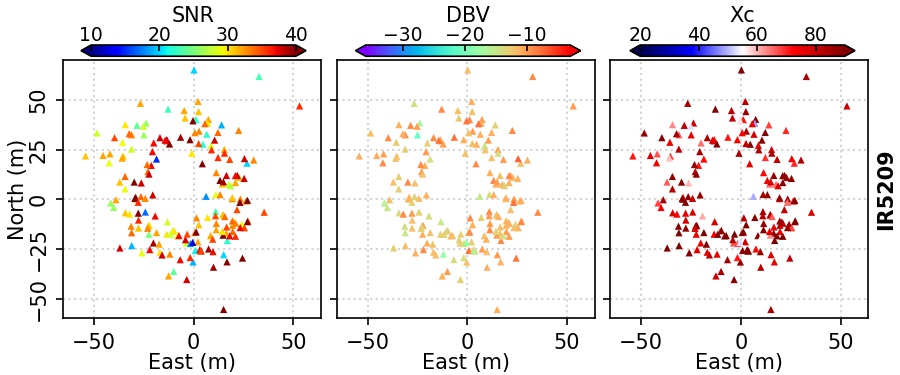 SNR DBV Xc
10 20 30 40 −30 −20 −10 20 40 60 80
50
25
0
−25
−50
North (m)
−50 0 50 −50 0 50 −50 0 50
East (m) East (m) East (m)
IR5209